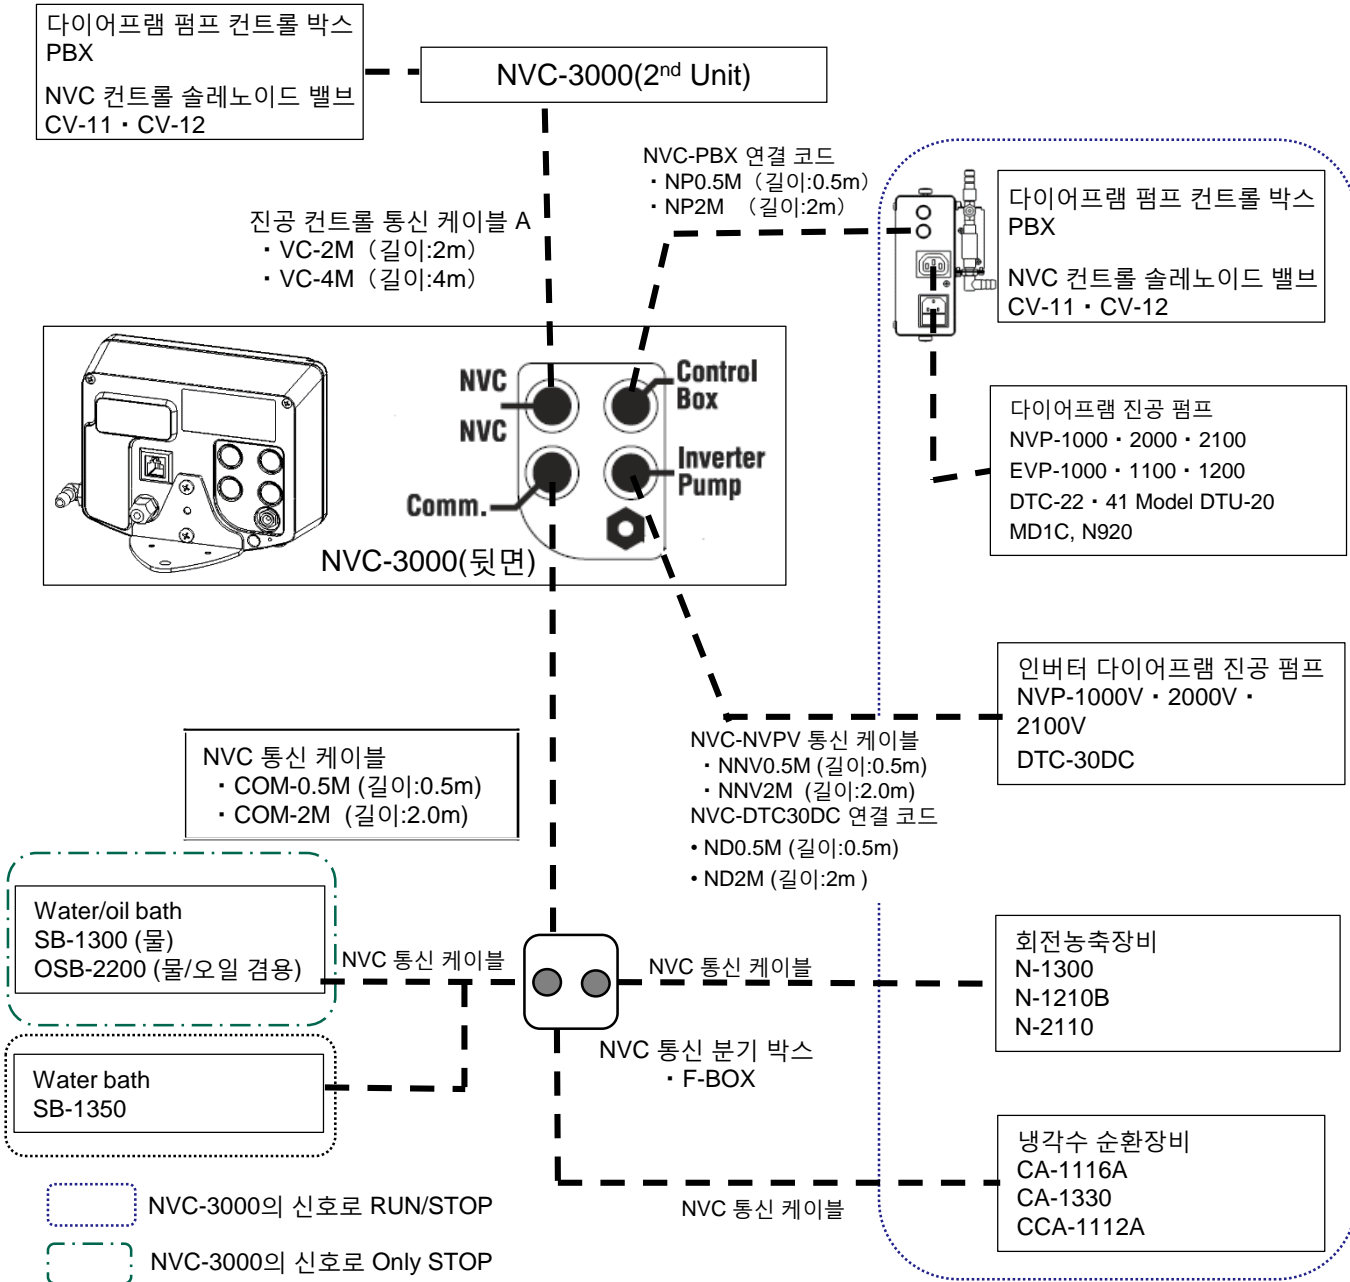 다이어프램 펌프 컨트롤 박스
PBX
NVC 컨트롤 솔레노이드 밸브
CV-11・CV-12
NVC-3000(2nd Unit)
NVC-PBX 연결 코드
・NP0.5M（길이:0.5m）
・NP2M （길이:2m）
진공 컨트롤 통신 케이블 A
・VC-2M（길이:2m）
・VC-4M（길이:4m）
다이어프램 펌프 컨트롤 박스
PBX
NVC 컨트롤 솔레노이드 밸브
CV-11・CV-12
NVC
NVC
Control
Box
Comm.
Inverter
Pump
NVC-3000(뒷면)
다이어프램 진공 펌프
NVP-1000・2000・2100
EVP-1000・1100・1200
DTC-22・41 Model DTU-20
MD1C, N920
인버터 다이어프램 진공 펌프
NVP-1000V・2000V・
2100V
DTC-30DC
NVC-NVPV 통신 케이블
・NNV0.5M (길이:0.5m)
・NNV2M (길이:2.0m)
NVC-DTC30DC 연결 코드
• ND0.5M (길이:0.5m)
• ND2M (길이:2m )
NVC 통신 케이블
・COM-0.5M (길이:0.5m)
・COM-2M (길이:2.0m)
Water/oil bath
SB-1300 (물)
OSB-2200 (물/오일 겸용)
NVC 통신 케이블
NVC 통신 케이블
회전농축장비
N-1300
N-1210B
N-2110
NVC 통신 분기 박스
・F-BOX
Water bath
SB-1350
냉각수 순환장비
CA-1116A
CA-1330
CCA-1112A
NVC 통신 케이블
NVC-3000의 신호로 RUN/STOP
NVC-3000의 신호로 Only STOP